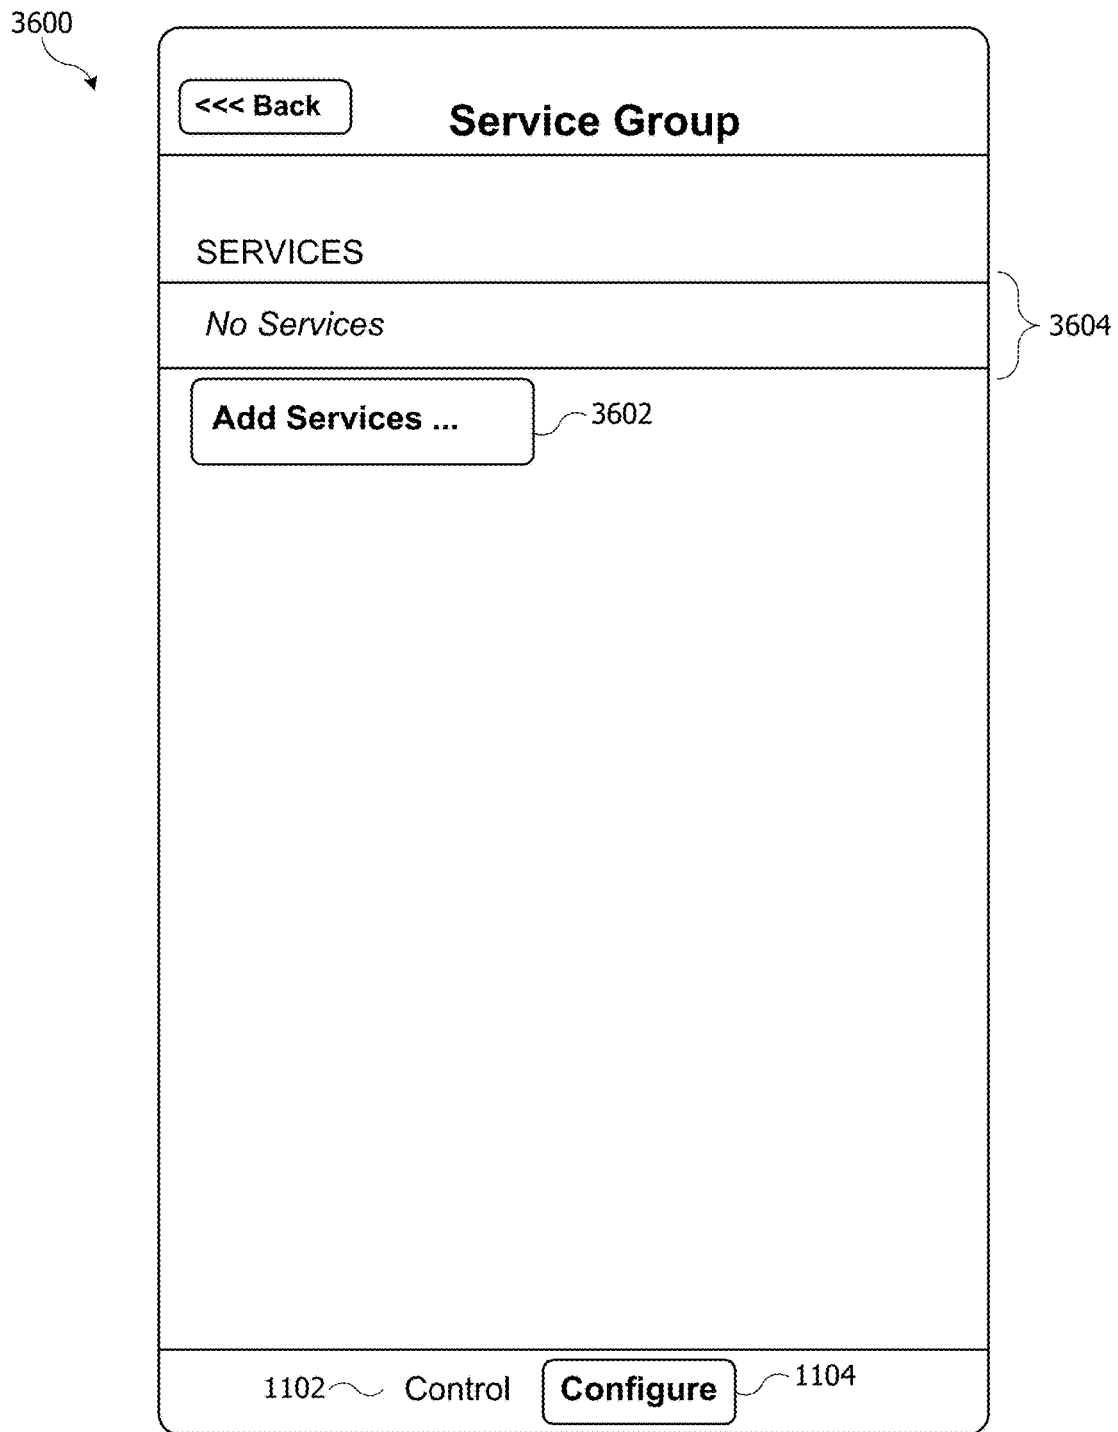 3600
<<< Back
Service Group
SERVICES
No Services
3604
Add Services ...
3602
1102
Control
Configure
1104